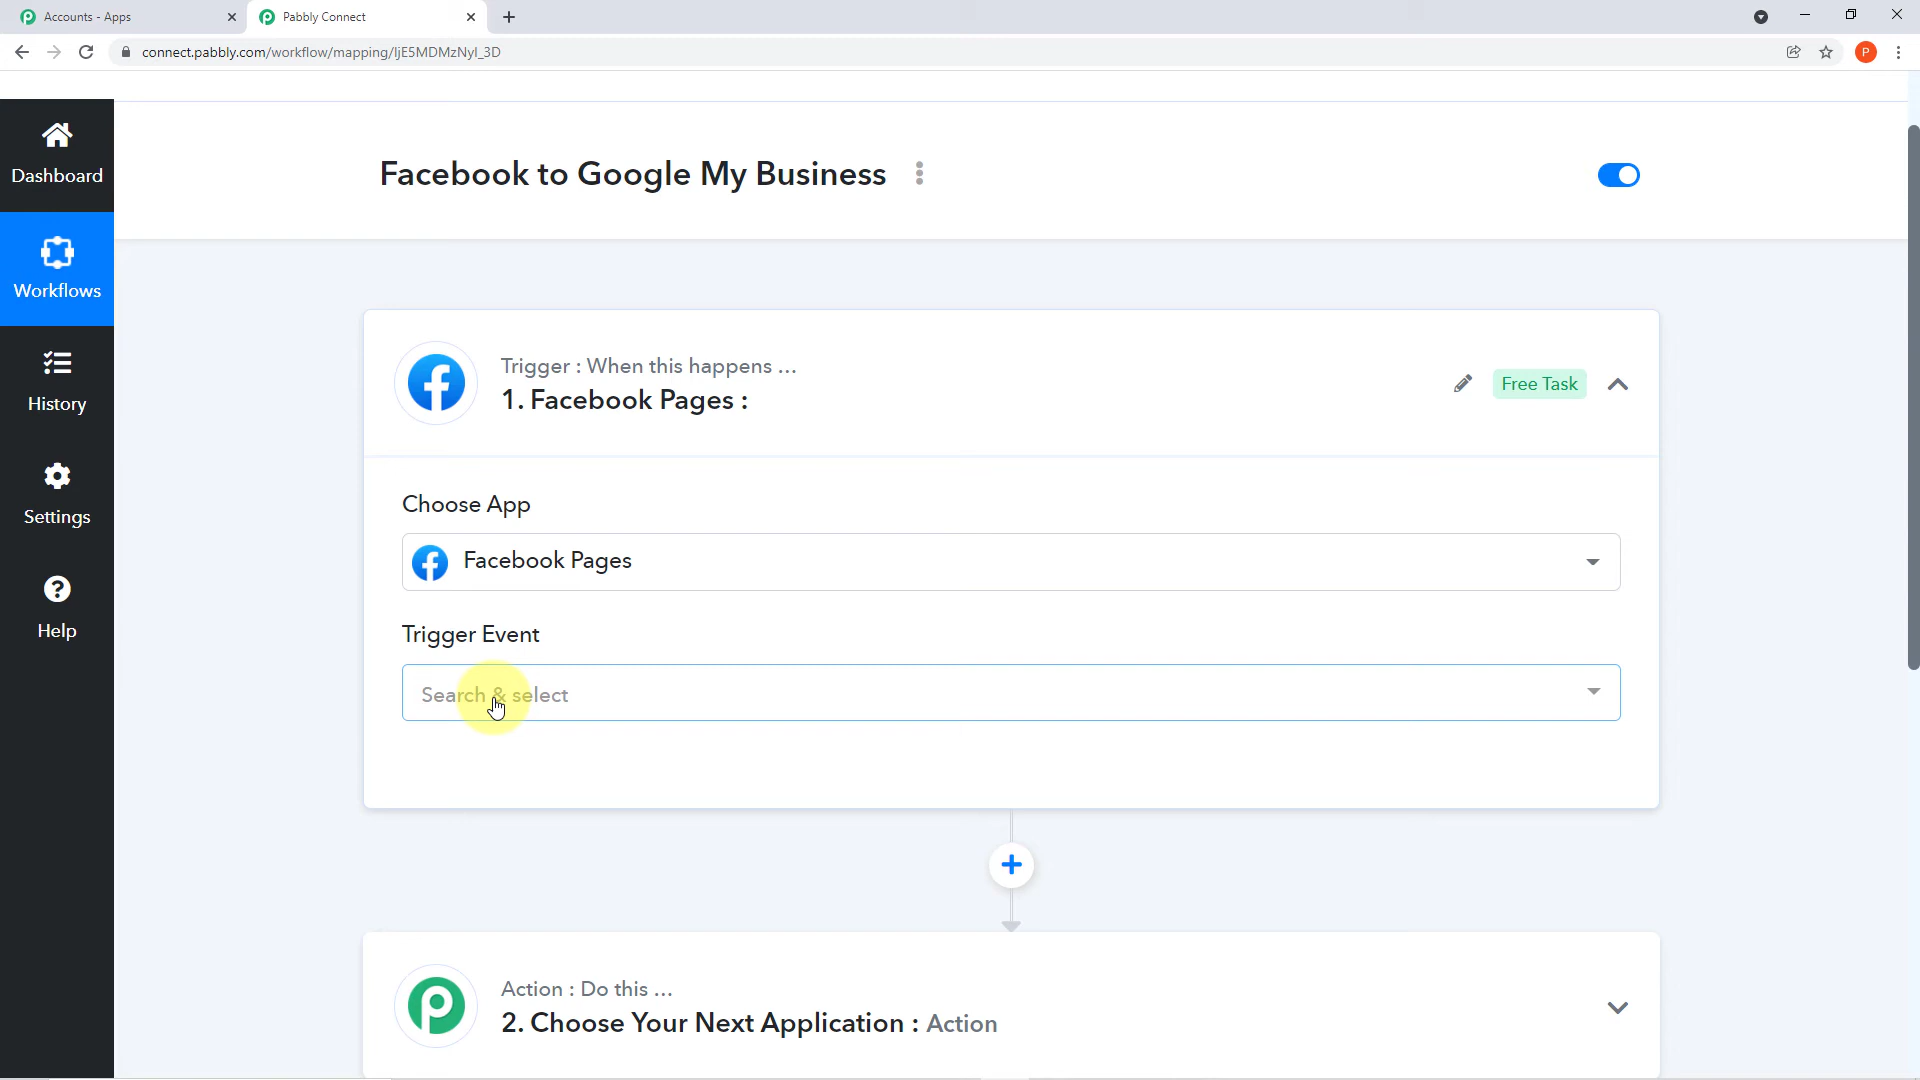 Accounts - Apps
Pabbly Connect
connect.pabbly.com/workflow/mapping/IjE5MDMzNyI_3D
P
Dashboard
Workflows
History
Settings
Help
Facebook to Google My Business
Trigger : When this happens ...
1. Facebook Pages :
Free Task
Choose App
Facebook Pages
Trigger Event
Search & select
Action : Do this ...
2. Choose Your Next Application : Action